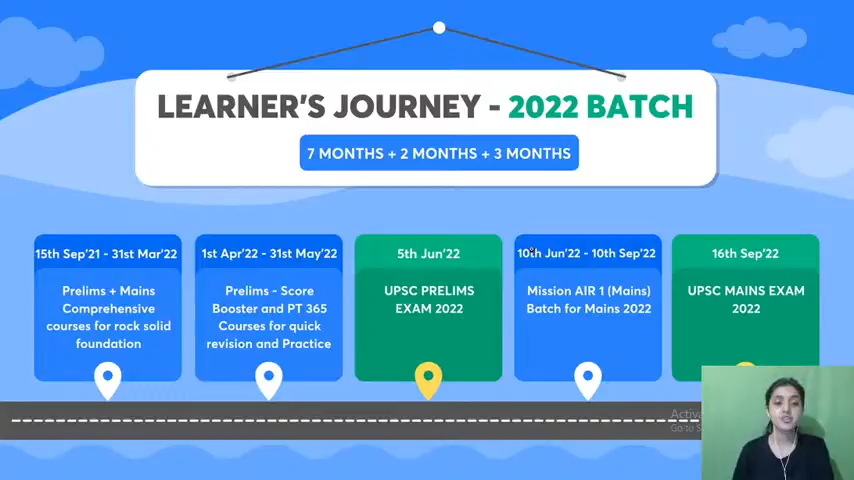 LEARNER'S JOURNEY - 2022 BATCH
7 MONTHS + 2 MONTHS + 3 MONTHS
15th Sep'21 - 31st Mar'22
Prelims + Mains
Comprehensive
courses for rock solid
foundation
1st Apr'22 - 31st May'22
Prelims - Score
Booster and PT 365
Courses for quick
revision and Practice
5th Jun'22
UPSC PRELIMS
EXAM 2022
10th Jun'22 - 10th Sep'22
Mission AIR 1 (Mains)
Batch for Mains 2022
16th Sep'22
UPSC MAINS EXAM
2022
Go to